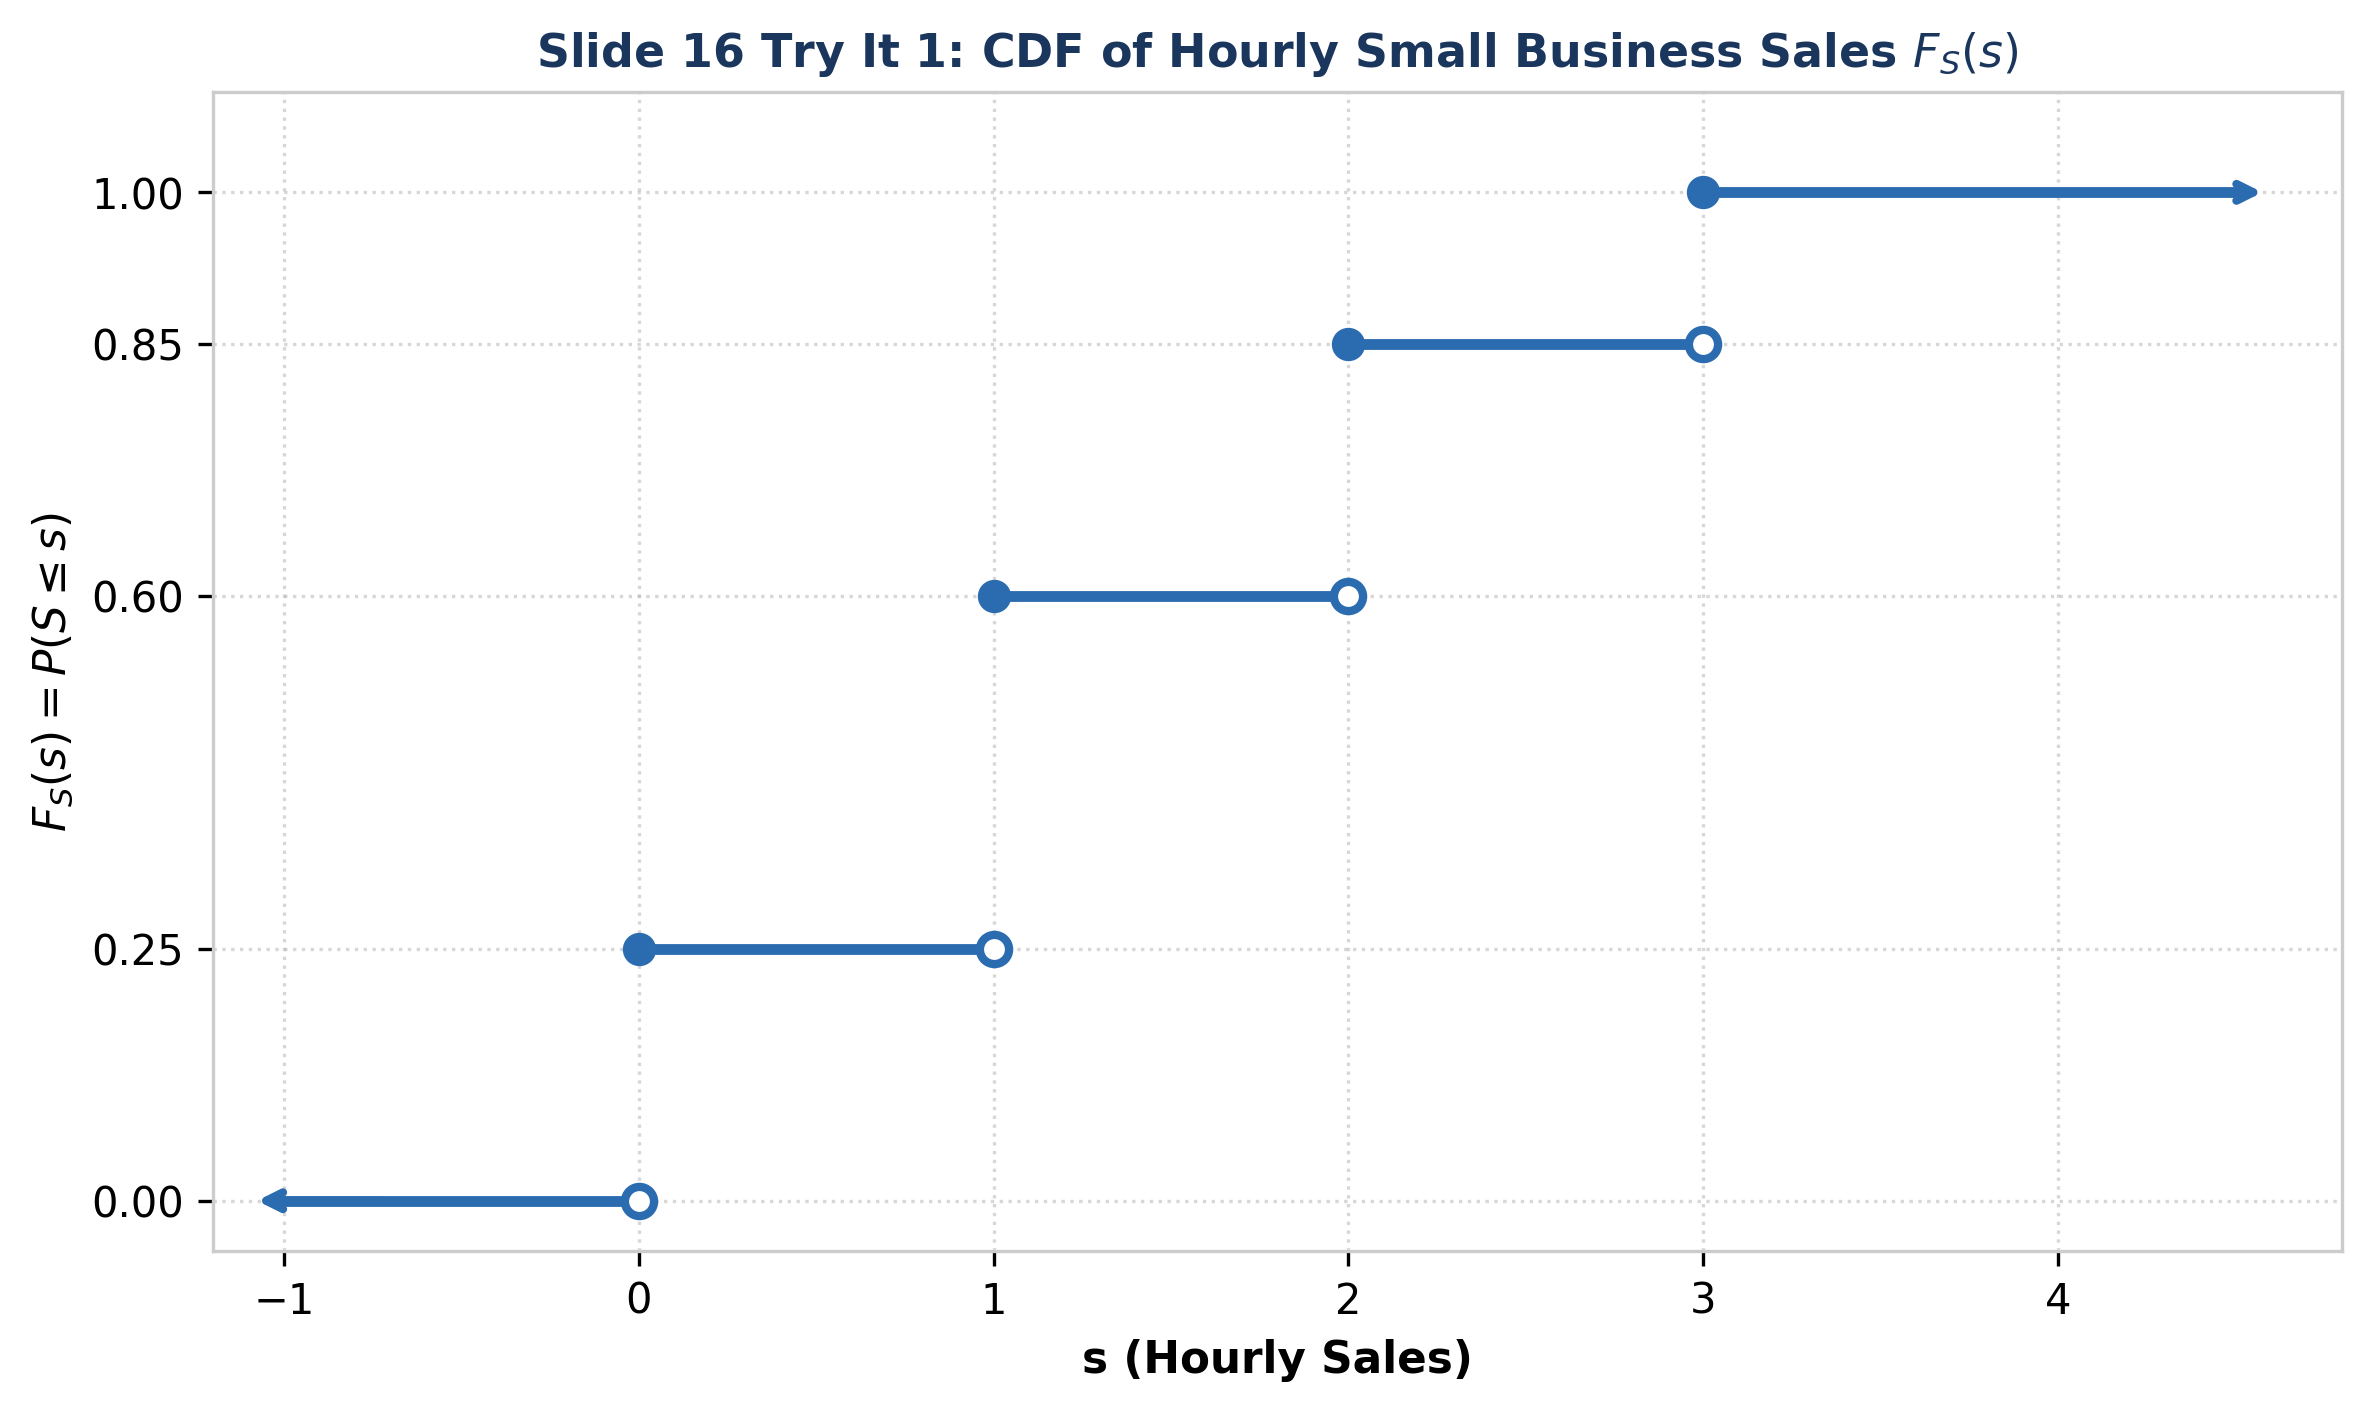 Slide 16 Try It 1: CDF of Hourly Small Business Sales F_S(s)
F_S(s) = P(S ≤ s)
1.00
0.85
0.60
0.25
0.00
−1 0 1 2 3 4
s (Hourly Sales)